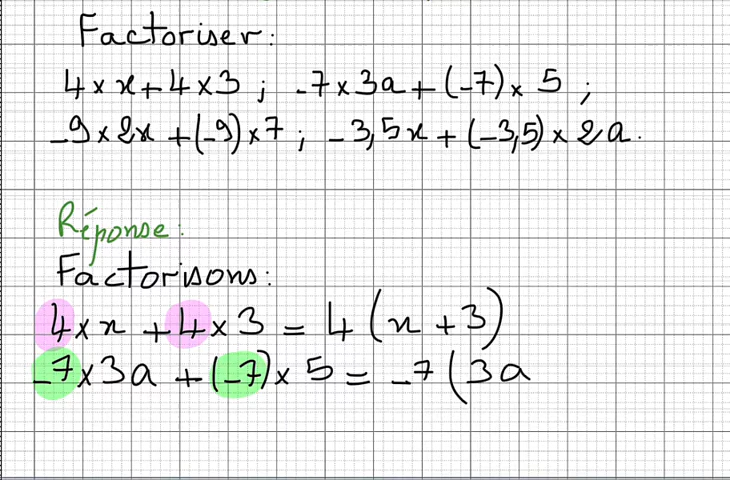 Factoriser:
4 × x + 4 × 3 ; -7 × 3a + (-7) × 5 ;
-9 × 2x + (-9) × 7 ; -3,5x + (-3,5) × 2a.
Réponse:
Factorisons:
4 × x + 4 × 3 = 4 (x + 3)
-7 × 3a + (-7) × 5 = -7 (3a